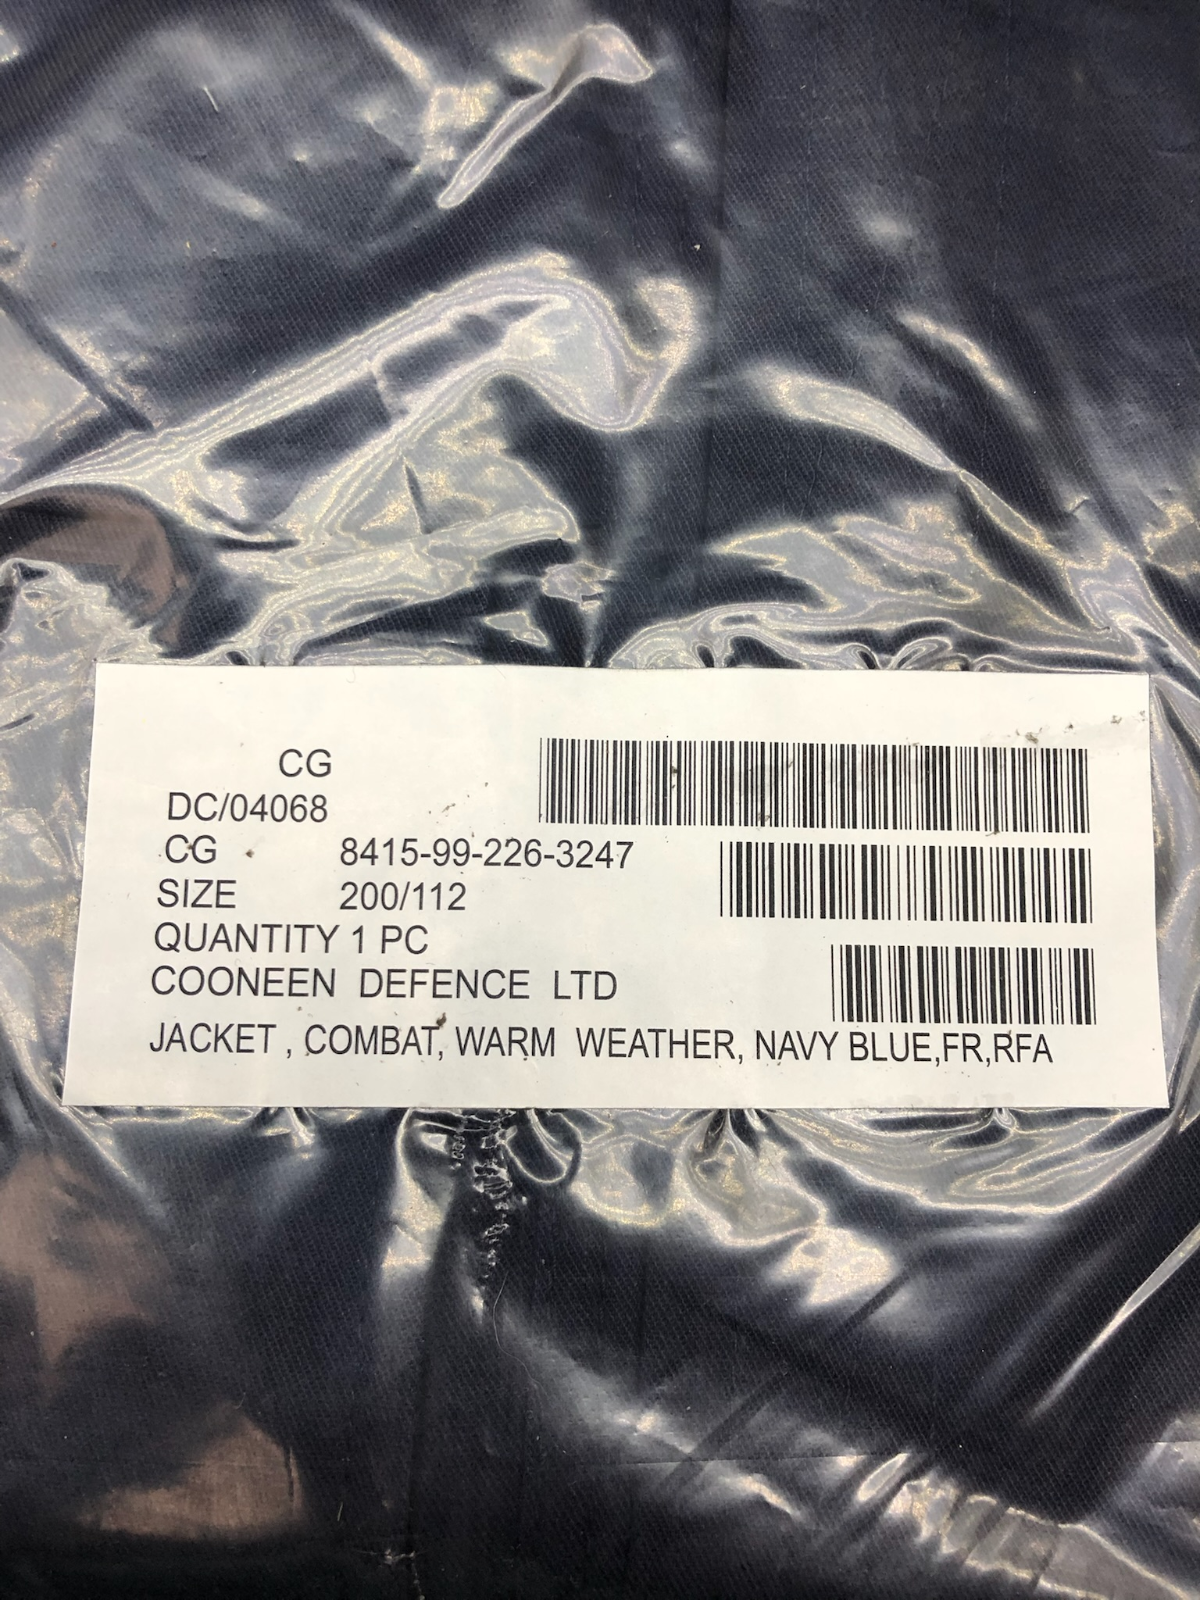 CG
DC/04068
CG 8415-99-226-3247
SIZE 200/112
QUANTITY 1 PC
COONEEN DEFENCE LTD
JACKET , COMBAT, WARM WEATHER, NAVY BLUE,FR,RFA